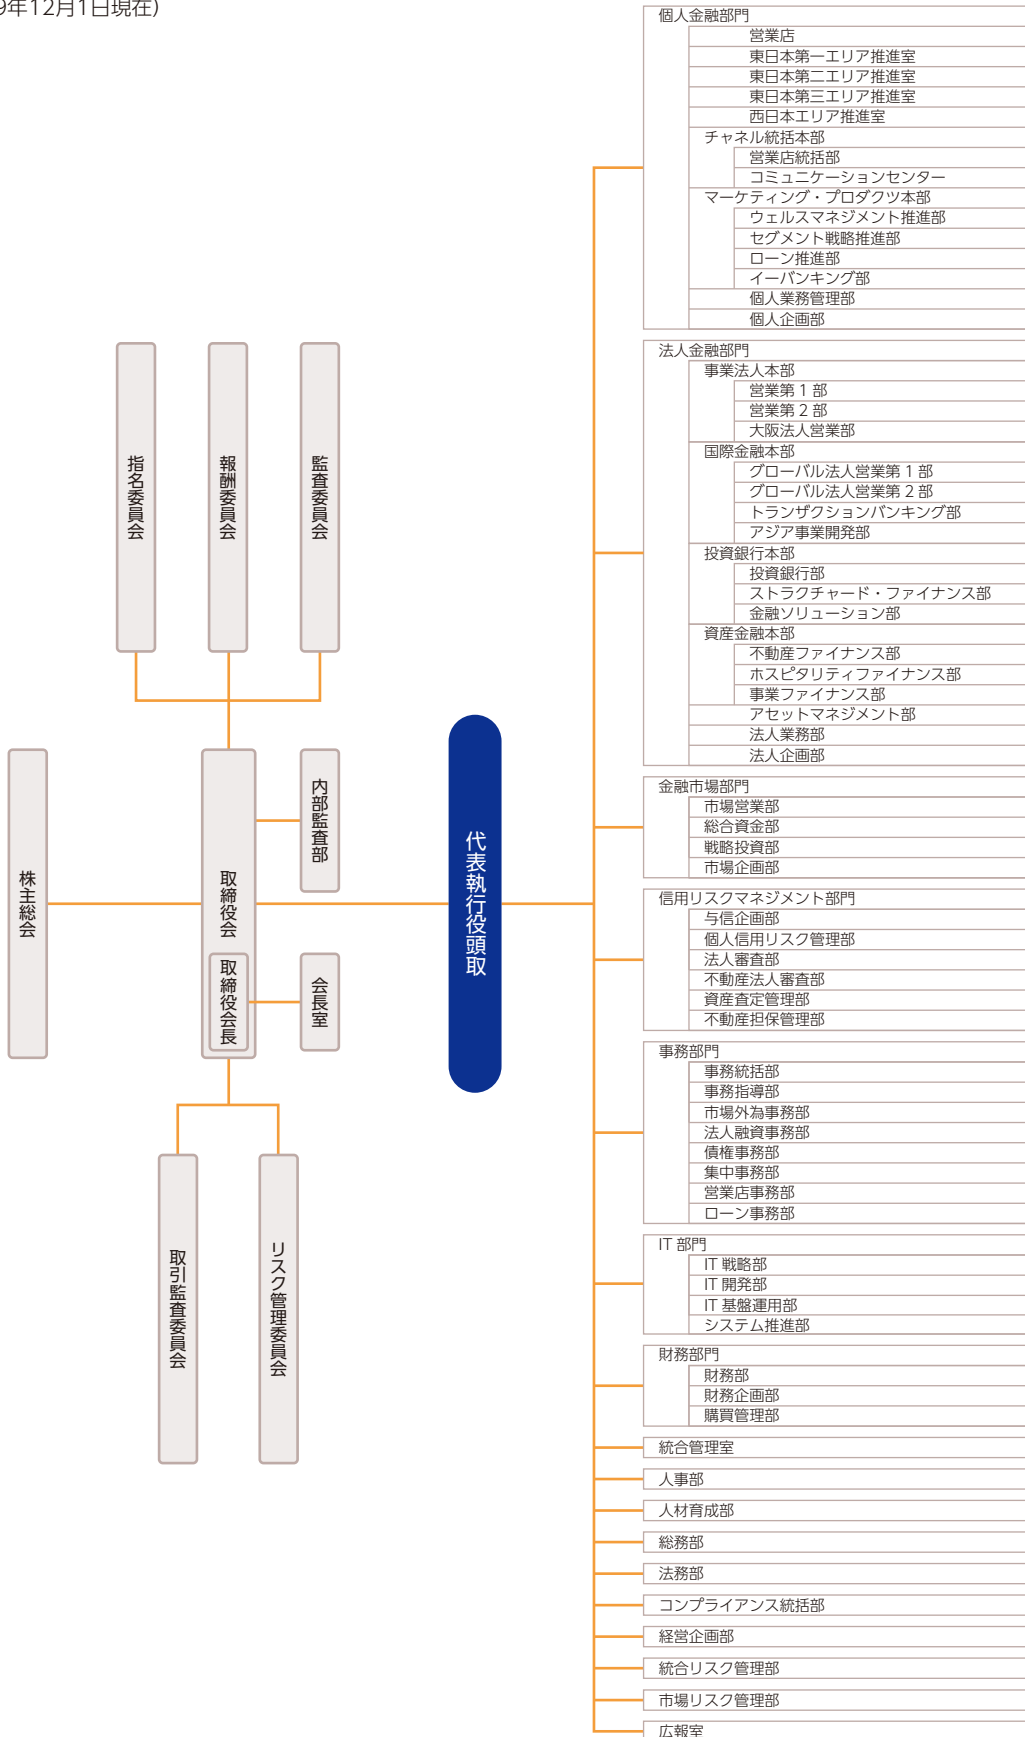 9年12月1日現在）
指名委員会
報酬委員会
監査委員会
株主総会
取締役会
取締役会長
内部監査部
会長室
取引監査委員会
リスク管理委員会
代表執行役頭取
個人金融部門
営業店
東日本第一エリア推進室
東日本第二エリア推進室
東日本第三エリア推進室
西日本エリア推進室
チャネル統括本部
営業店統括部
コミュニケーションセンター
マーケティング・プロダクツ本部
ウェルスマネジメント推進部
セグメント戦略推進部
ローン推進部
イーバンキング部
個人業務管理部
個人企画部
法人金融部門
事業法人本部
営業第 1 部
営業第 2 部
大阪法人営業部
国際金融本部
グローバル法人営業第 1 部
グローバル法人営業第 2 部
トランザクションバンキング部
アジア事業開発部
投資銀行本部
投資銀行部
ストラクチャード・ファイナンス部
金融ソリューション部
資産金融本部
不動産ファイナンス部
ホスピタリティファイナンス部
事業ファイナンス部
アセットマネジメント部
法人業務部
法人企画部
金融市場部門
市場営業部
総合資金部
戦略投資部
市場企画部
信用リスクマネジメント部門
与信企画部
個人信用リスク管理部
法人審査部
不動産法人審査部
資産査定管理部
不動産担保管理部
事務部門
事務統括部
事務指導部
市場外為事務部
法人融資事務部
債権事務部
集中事務部
営業店事務部
ローン事務部
IT 部門
IT 戦略部
IT 開発部
IT 基盤運用部
システム推進部
財務部門
財務部
財務企画部
購買管理部
統合管理室
人事部
人材育成部
総務部
法務部
コンプライアンス統括部
経営企画部
統合リスク管理部
市場リスク管理部
広報室